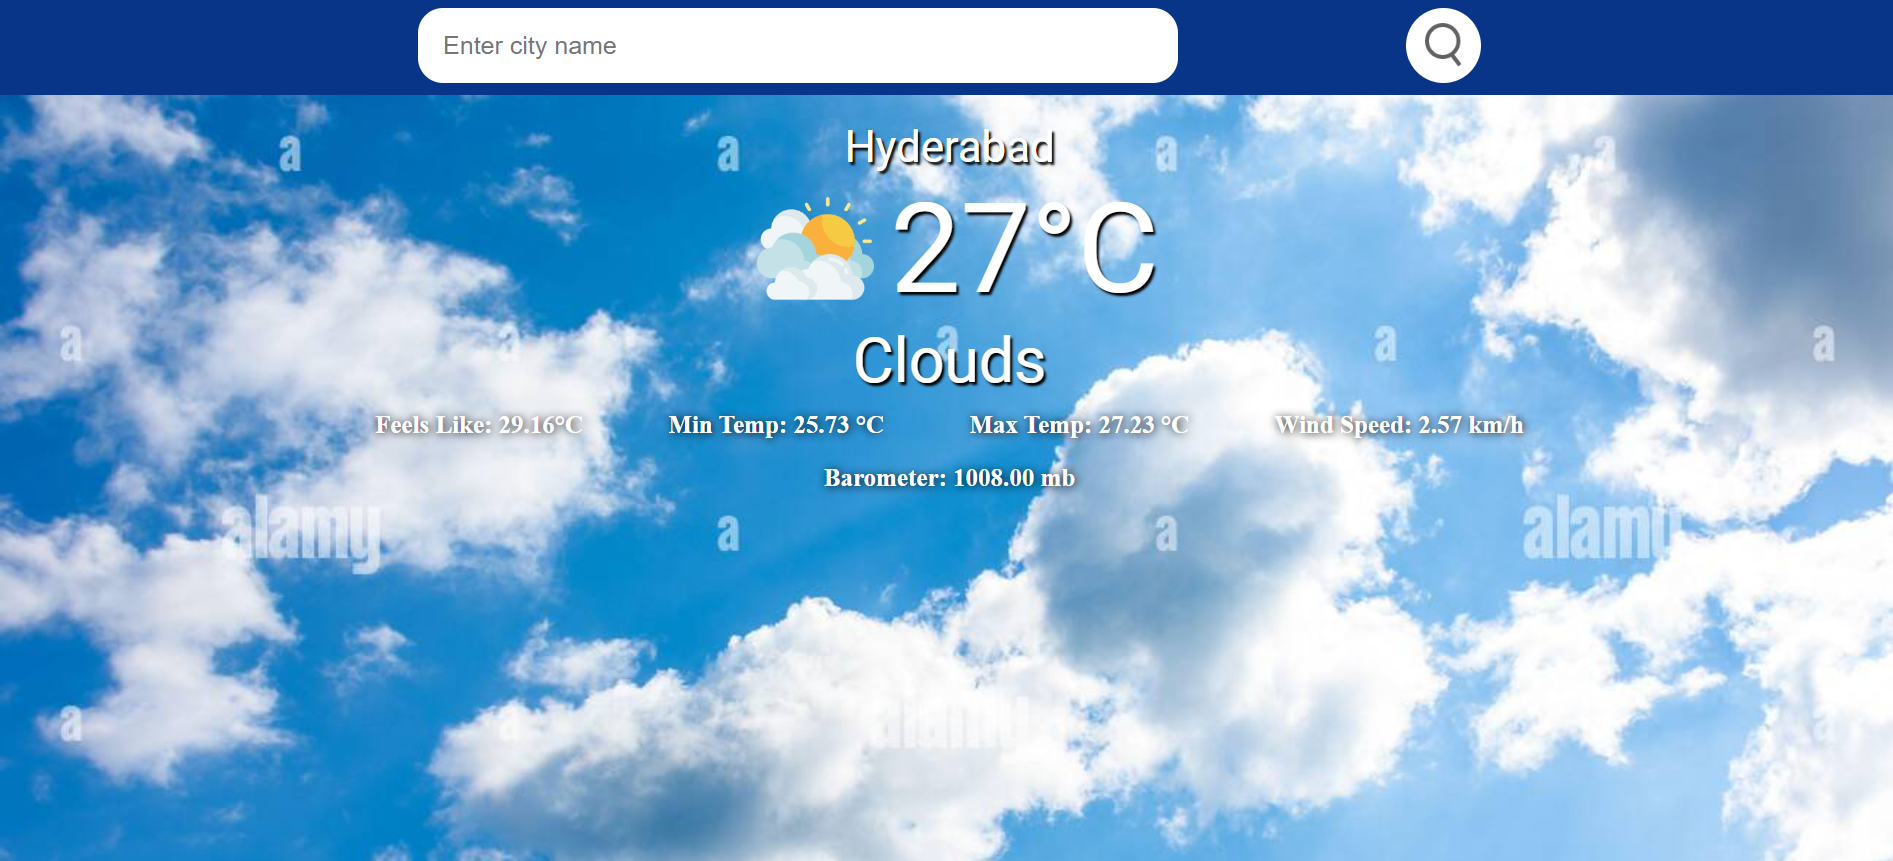 Enter city name
Hyderabad
27°C
Clouds
Feels Like: 29.16°C Min Temp: 25.73 °C Max Temp: 27.23 °C Wind Speed: 2.57 km/h
Barometer: 1008.00 mb
a a a a
a a a a a
alamy a a alamy
a a alamy